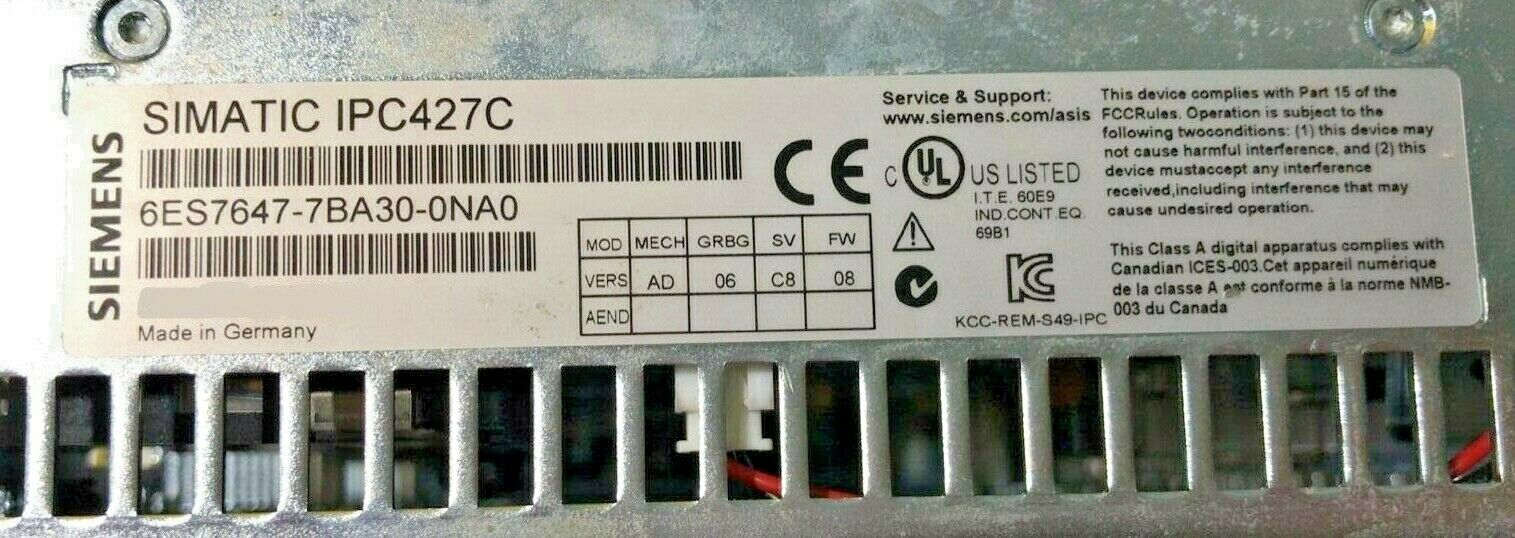 SIEMENS
SIMATIC IPC427C
6ES7647-7BA30-0NA0
Made in Germany
MOD MECH GRBG SV FW
VERS AD 06 C8 08
AEND
CE
Service & Support:
www.siemens.com/asis
C UL US LISTED
I.T.E. 60E9
IND.CONT.EQ.
69B1
KC
KCC-REM-S49-IPC
This device complies with Part 15 of the
FCCRules. Operation is subject to the
following twoconditions: (1) this device may
not cause harmful interference, and (2) this
device mustaccept any interference
received,including interference that may
cause undesired operation.
This Class A digital apparatus complies with
Canadian ICES-003.Cet appareil numérique
de la classe A est conforme à la norme NMB-
003 du Canada